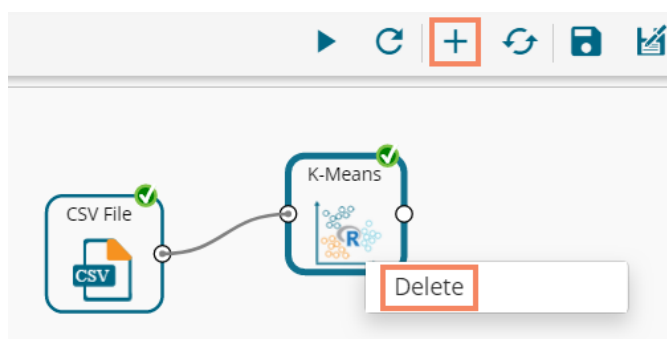 K-Means
CSV File
R
CSV
Delete